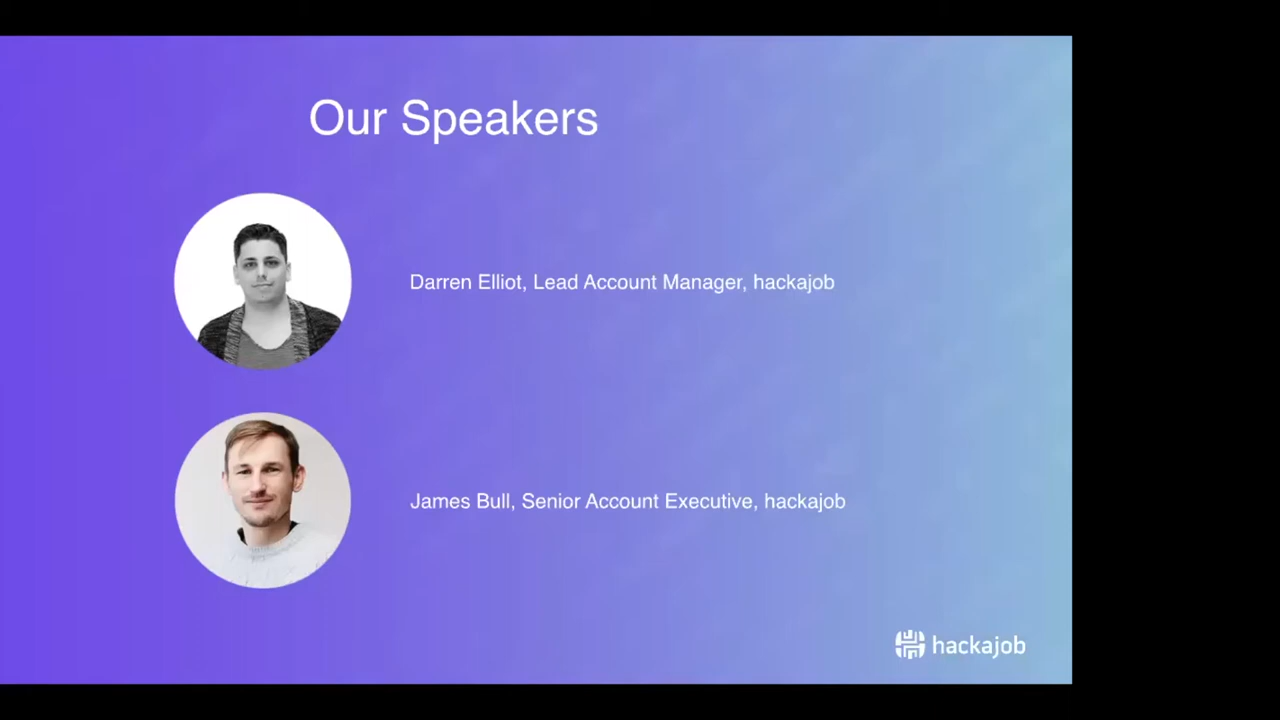 Our Speakers
Darren Elliot, Lead Account Manager, hackajob
James Bull, Senior Account Executive, hackajob
hackajob